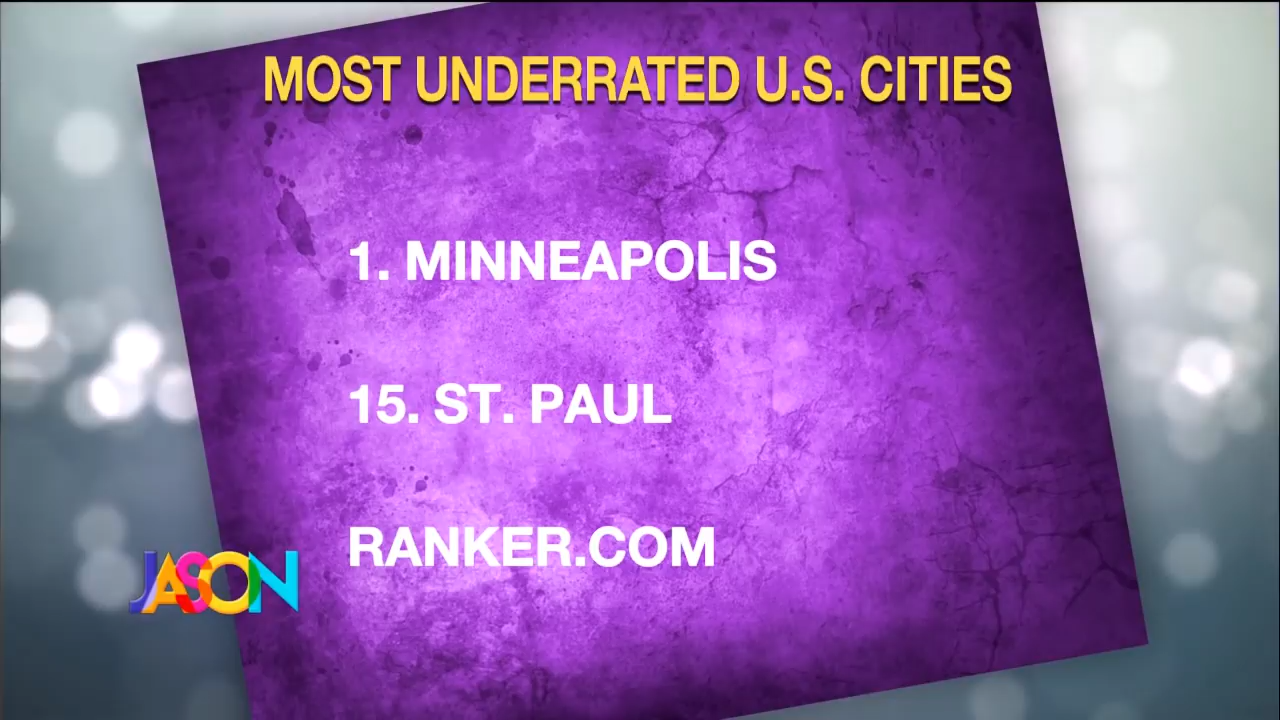 MOST UNDERRATED U.S. CITIES
1. MINNEAPOLIS
15. ST. PAUL
RANKER.COM
JASON